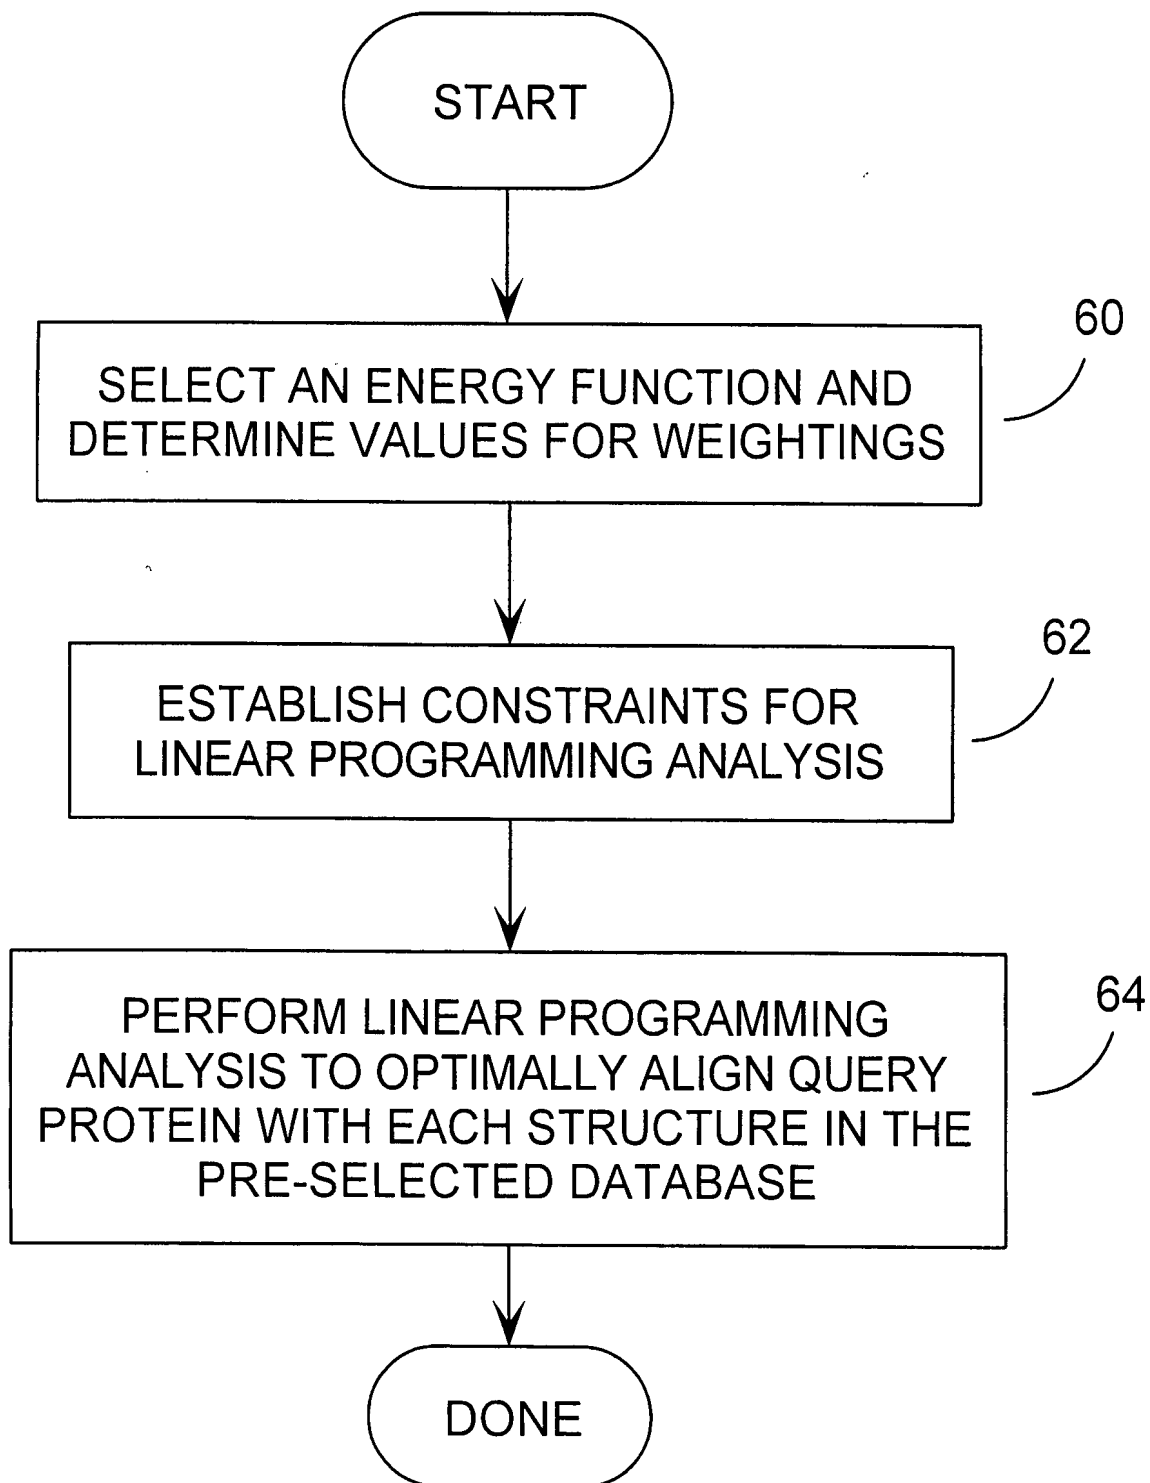 START
60
SELECT AN ENERGY FUNCTION AND
DETERMINE VALUES FOR WEIGHTINGS
62
ESTABLISH CONSTRAINTS FOR
LINEAR PROGRAMMING ANALYSIS
64
PERFORM LINEAR PROGRAMMING
ANALYSIS TO OPTIMALLY ALIGN QUERY
PROTEIN WITH EACH STRUCTURE IN THE
PRE-SELECTED DATABASE
DONE